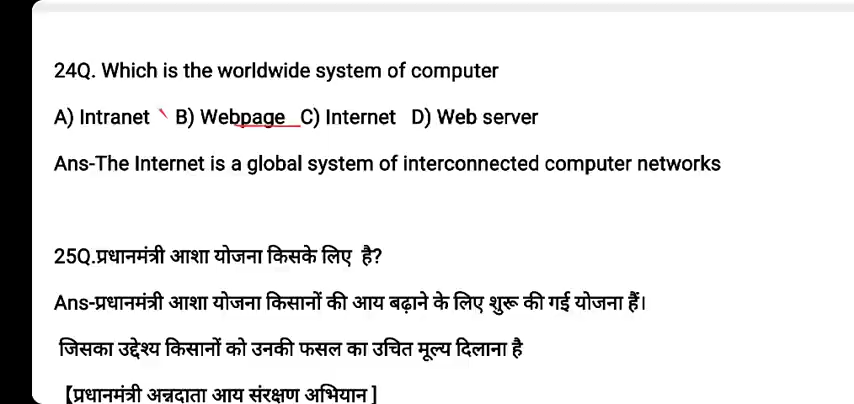 24Q. Which is the worldwide system of computer
A) Intranet B) Webpage C) Internet D) Web server
Ans-The Internet is a global system of interconnected computer networks
25Q.प्रधानमंत्री आशा योजना किसके लिए है?
Ans-प्रधानमंत्री आशा योजना किसानों की आय बढ़ाने के लिए शुरू की गई योजना हैं।
जिसका उद्देश्य किसानों को उनकी फसल का उचित मूल्य दिलाना है
【प्रधानमंत्री अन्नदाता आय संरक्षण अभियान]